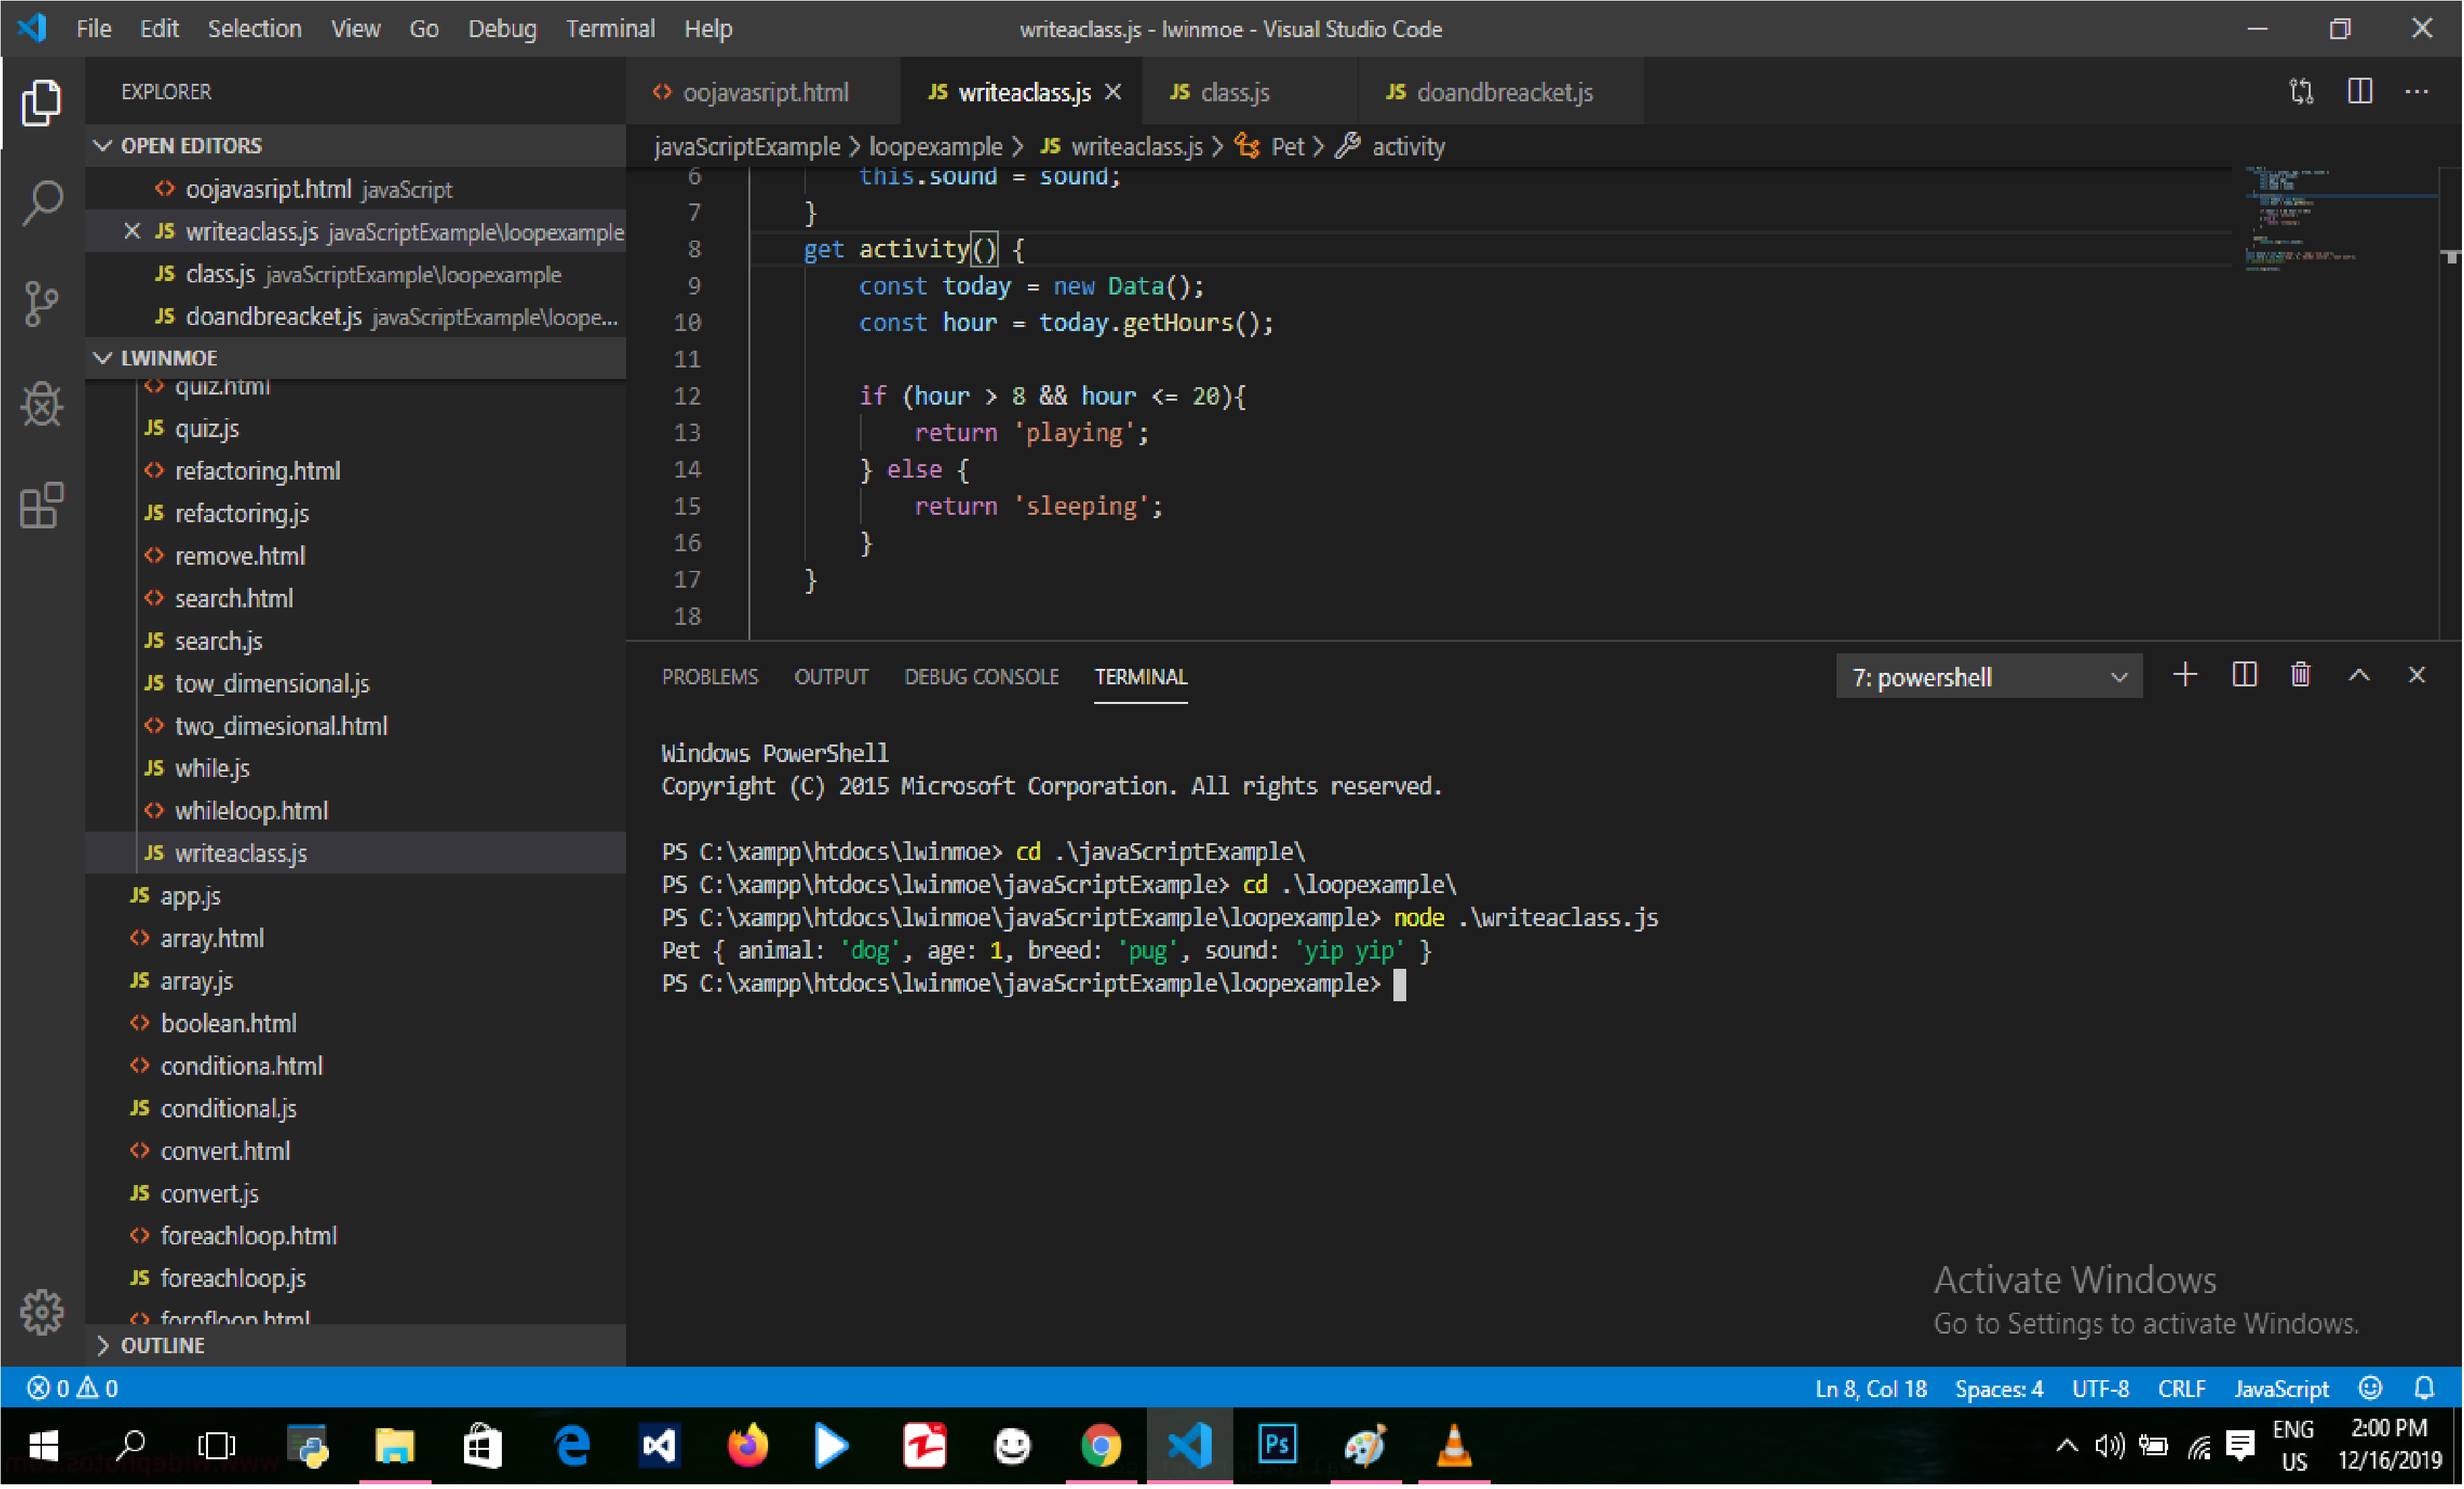 File Edit Selection View Go Debug Terminal Help
writeaclass.js - lwinmoe - Visual Studio Code
EXPLORER
OPEN EDITORS
oojavasript.html javaScript
writeaclass.js javaScriptExample\loopexample
class.js javaScriptExample\loopexample
doandbreacket.js javaScriptExample\loope...
LWINMOE
quiz.html
quiz.js
refactoring.html
refactoring.js
remove.html
search.html
search.js
tow_dimensional.js
two_dimesional.html
while.js
whileloop.html
writeaclass.js
app.js
array.html
array.js
boolean.html
conditiona.html
conditional.js
convert.html
convert.js
foreachloop.html
foreachloop.js
forofloop.html
OUTLINE
oojavasript.html writeaclass.js class.js doandbreacket.js
javaScriptExample > loopexample > JS writeaclass.js > Pet > activity
6 this.sound = sound;
7 }
8 get activity() {
9 const today = new Data();
10 const hour = today.getHours();
11
12 if (hour > 8 && hour <= 20){
13 return 'playing';
14 } else {
15 return 'sleeping';
16 }
17 }
18
PROBLEMS OUTPUT DEBUG CONSOLE TERMINAL
7: powershell
Windows PowerShell
Copyright (C) 2015 Microsoft Corporation. All rights reserved.
PS C:\xampp\htdocs\lwinmoe> cd .\javaScriptExample\
PS C:\xampp\htdocs\lwinmoe\javaScriptExample> cd .\loopexample\
PS C:\xampp\htdocs\lwinmoe\javaScriptExample\loopexample> node .\writeaclass.js
Pet { animal: 'dog', age: 1, breed: 'pug', sound: 'yip yip' }
PS C:\xampp\htdocs\lwinmoe\javaScriptExample\loopexample>
Activate Windows
Go to Settings to activate Windows.
0 0
Ln 8, Col 18 Spaces: 4 UTF-8 CRLF JavaScript
Ps
ENG
US
2:00 PM
12/16/2019